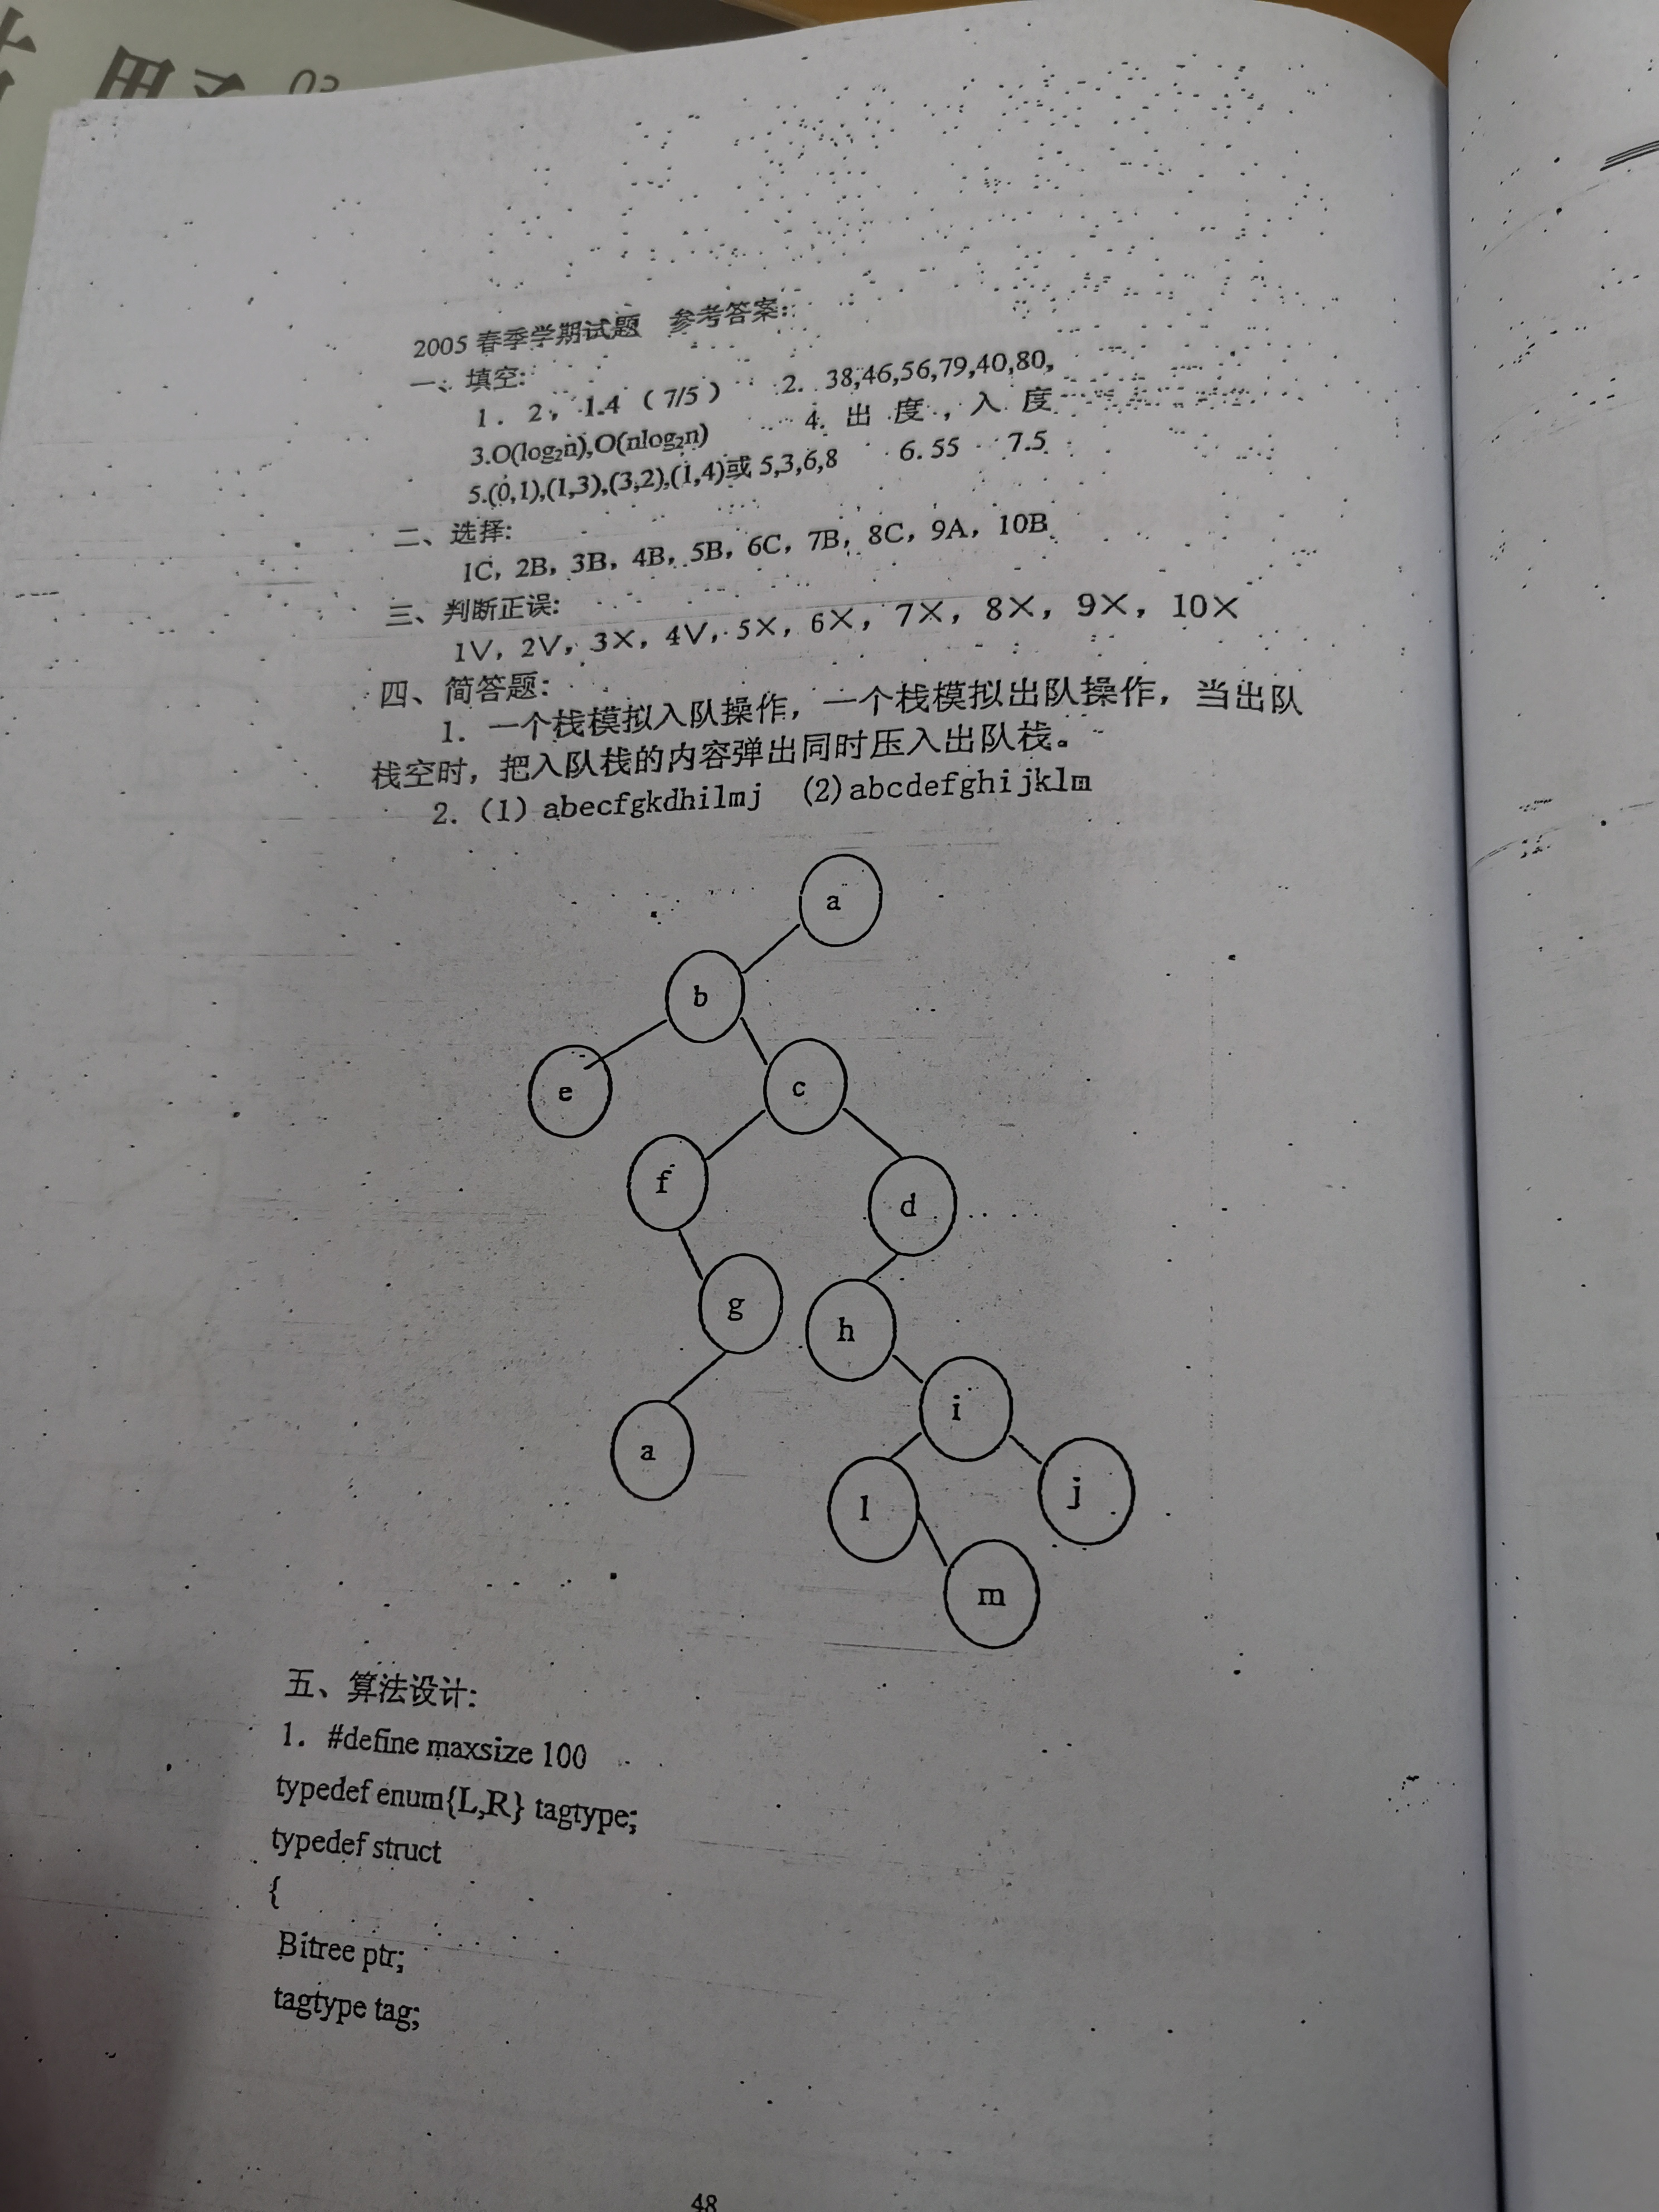 2005 春季学期试题 参考答案:
一、填空:
1. 2, 1.4 (7/5) 2. 38,46,56,79,40,80,
3.O(log₂n),O(nlog₂n) 4. 出 度 , 入 度
5.(0,1),(1,3),(3,2),(1,4)或 5,3,6,8 6. 55 7.5
二、选择:
1C, 2B, 3B, 4B, 5B, 6C, 7B, 8C, 9A, 10B
三、判断正误:
1V, 2V, 3×, 4V, 5×, 6×, 7×, 8×, 9×, 10×
四、简答题:
1. 一个栈模拟入队操作, 一个栈模拟出队操作, 当出队
栈空时, 把入队栈的内容弹出同时压入出队栈。
2. (1) abecfgkdhilmj (2)abcdefghijklm
a
b
e
c
f
d
g
h
i
a
l
j
m
五、算法设计:
1. #define maxsize 100
typedef enum{L,R} tagtype;
typedef struct
{
Bitree ptr;
tagtype tag;
48